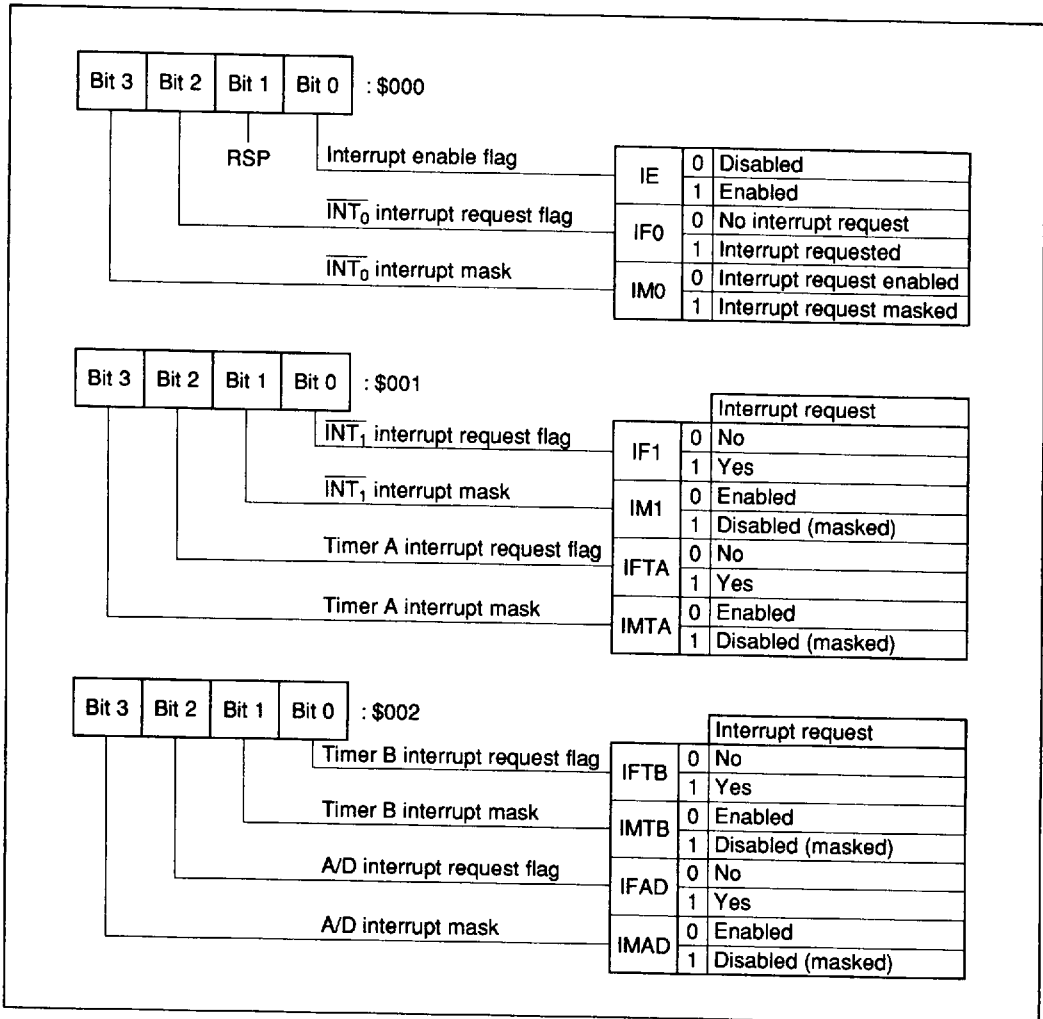 Bit 3 Bit 2 Bit 1 Bit 0 : $000
RSP
Interrupt enable flag
IE 0 Disabled
1 Enabled
INT0 interrupt request flag
IF0 0 No interrupt request
1 Interrupt requested
INT0 interrupt mask
IM0 0 Interrupt request enabled
1 Interrupt request masked
Bit 3 Bit 2 Bit 1 Bit 0 : $001
Interrupt request
INT1 interrupt request flag
IF1 0 No
1 Yes
INT1 interrupt mask
IM1 0 Enabled
1 Disabled (masked)
Timer A interrupt request flag
IFTA 0 No
1 Yes
Timer A interrupt mask
IMTA 0 Enabled
1 Disabled (masked)
Bit 3 Bit 2 Bit 1 Bit 0 : $002
Interrupt request
Timer B interrupt request flag
IFTB 0 No
1 Yes
Timer B interrupt mask
IMTB 0 Enabled
1 Disabled (masked)
A/D interrupt request flag
IFAD 0 No
1 Yes
A/D interrupt mask
IMAD 0 Enabled
1 Disabled (masked)